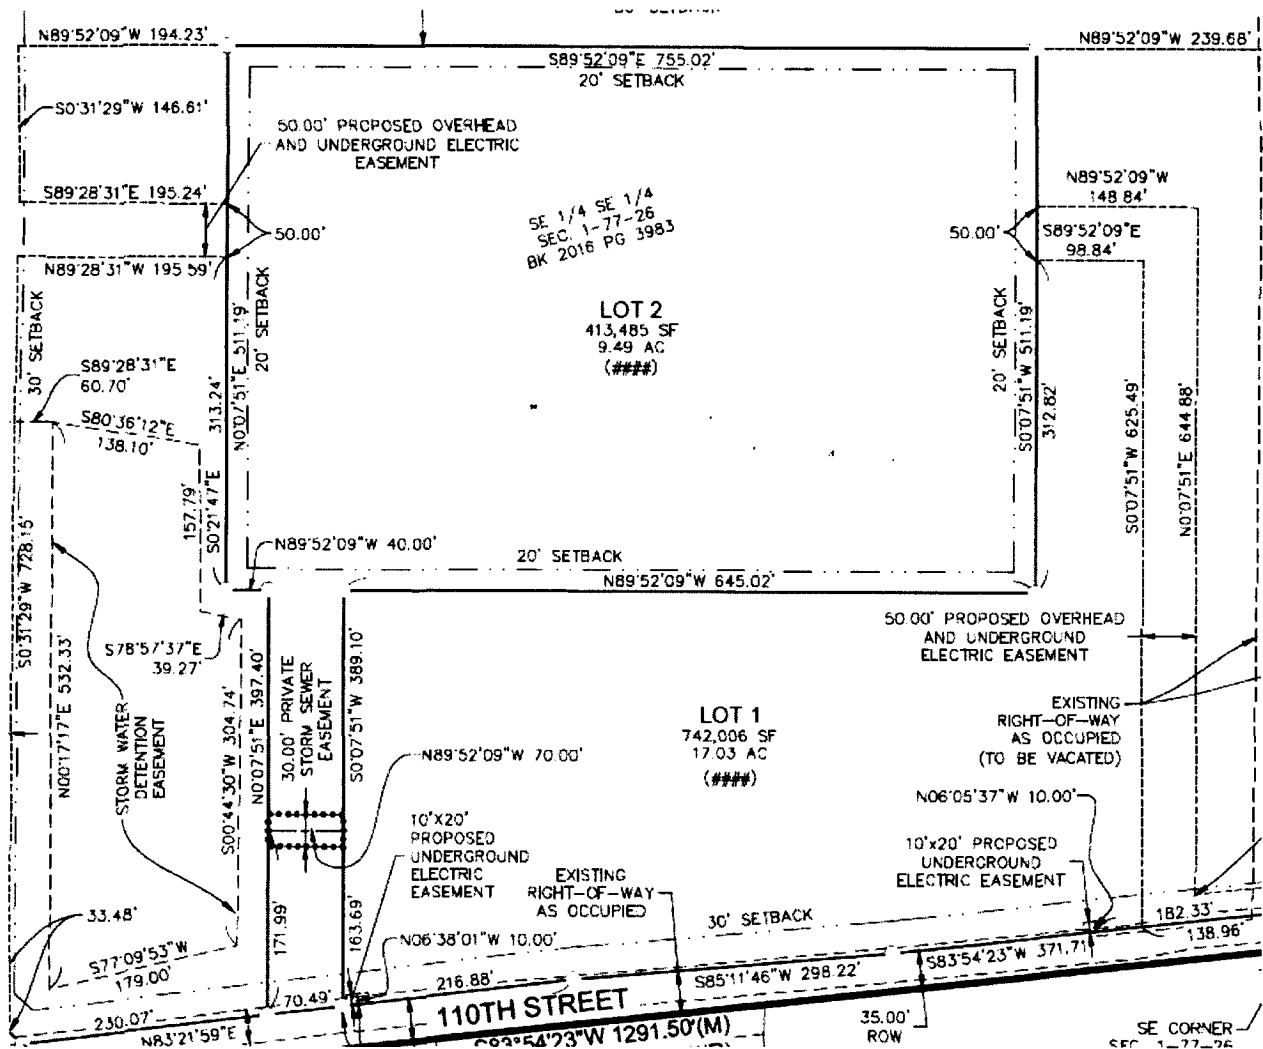 20' SETBACK
N89°52'09"W 194.23'
S89°52'09"E 755.02'
20' SETBACK
N89°52'09"W 239.68'
S0°31'29"W 146.61'
50.00' PROPOSED OVERHEAD
AND UNDERGROUND ELECTRIC
EASEMENT
S89°28'31"E 195.24'
50.00'
N89°28'31"W 195.59'
SE 1/4 SE 1/4
SEC. 1-77-26
BK 2016 PG 3983
N89°52'09"W
148.84'
50.00'
S89°52'09"E
98.84'
30' SETBACK
20' SETBACK
LOT 2
413,485 SF
9.49 AC
(####)
20' SETBACK
S89°28'31"E
60.70'
S80°36'12"E
138.10'
313.24'
N0°07'51"E 511.19'
S0°07'51"W 511.19'
312.82'
S0°07'51"W 625.49'
N0°07'51"E 644.88'
157.79'
S0°21'47"E
N89°52'09"W 40.00'
20' SETBACK
N89°52'09"W 645.02'
S0°31'29"W 728.15'
N00°17'17"E 532.33'
S78°57'37"E
39.27'
STORM WATER
DETENTION
EASEMENT
S00°44'30"W 304.74'
N0°07'51"E 397.40'
30.00' PRIVATE
STORM SEWER
EASEMENT
S0°07'51"W 389.10'
50.00' PROPOSED OVERHEAD
AND UNDERGROUND
ELECTRIC EASEMENT
LOT 1
742,006 SF
17.03 AC
(####)
EXISTING
RIGHT-OF-WAY
AS OCCUPIED
(TO BE VACATED)
N89°52'09"W 70.00'
N06°05'37"W 10.00'
10'X20'
PROPOSED
UNDERGROUND
ELECTRIC
EASEMENT
10'x20' PROPOSED
UNDERGROUND
ELECTRIC EASEMENT
EXISTING
RIGHT-OF-WAY
AS OCCUPIED
33.48'
171.99'
163.69'
30' SETBACK
182.33'
138.96'
N06°38'01"W 10.00'
S77°09'53"W
179.00'
S83°54'23"W 371.71'
S85°11'46"W 298.22'
216.88'
70.49'
230.07'
N83°21'59"E
110TH STREET
S83°54'23"W 1291.50'(M)
35.00'
ROW
SE CORNER
SEC. 1-77-26